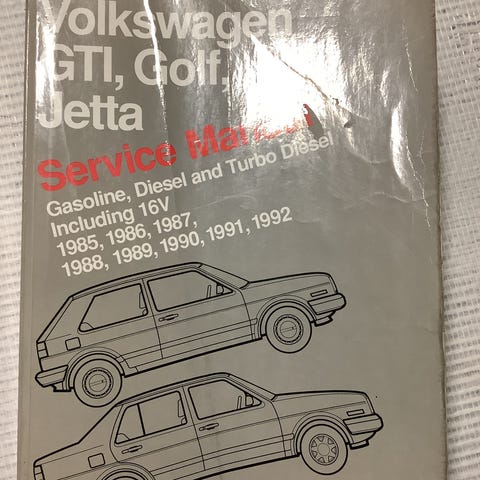 Volkswagen
GTI, Golf,
Jetta
Service Manual
Gasoline, Diesel and Turbo Diesel
Including 16V
1985, 1986, 1987,
1988, 1989, 1990, 1991, 1992